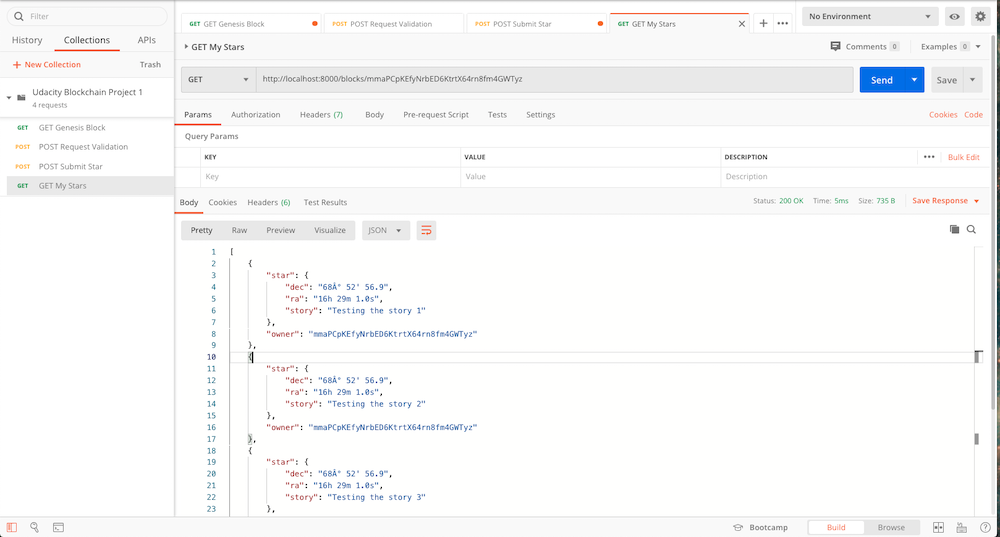 Filter
History Collections APIs
+ New Collection Trash
Udacity Blockchain Project 1
4 requests
GET GET Genesis Block
POST POST Request Validation
POST POST Submit Star
GET GET My Stars
GET GET Genesis Block POST POST Request Validation POST POST Submit Star GET GET My Stars
No Environment
GET My Stars
Comments 0 Examples 0
GET http://localhost:8000/blocks/mmaPCpKEfyNrbED6KtrtX64rn8fm4GWTyz Send Save
Params Authorization Headers (7) Body Pre-request Script Tests Settings Cookies Code
Query Params
KEY VALUE DESCRIPTION ••• Bulk Edit
Key Value Description
Body Cookies Headers (6) Test Results Status: 200 OK Time: 5ms Size: 735 B Save Response
Pretty Raw Preview Visualize JSON
1 [
2 {
3 "star": {
4 "dec": "68Â° 52' 56.9",
5 "ra": "16h 29m 1.0s",
6 "story": "Testing the story 1"
7 },
8 "owner": "mmaPCpKEfyNrbED6KtrtX64rn8fm4GWTyz"
9 },
10 {
11 "star": {
12 "dec": "68Â° 52' 56.9",
13 "ra": "16h 29m 1.0s",
14 "story": "Testing the story 2"
15 },
16 "owner": "mmaPCpKEfyNrbED6KtrtX64rn8fm4GWTyz"
17 },
18 {
19 "star": {
20 "dec": "68Â° 52' 56.9",
21 "ra": "16h 29m 1.0s",
22 "story": "Testing the story 3"
23 },
Bootcamp Build Browse